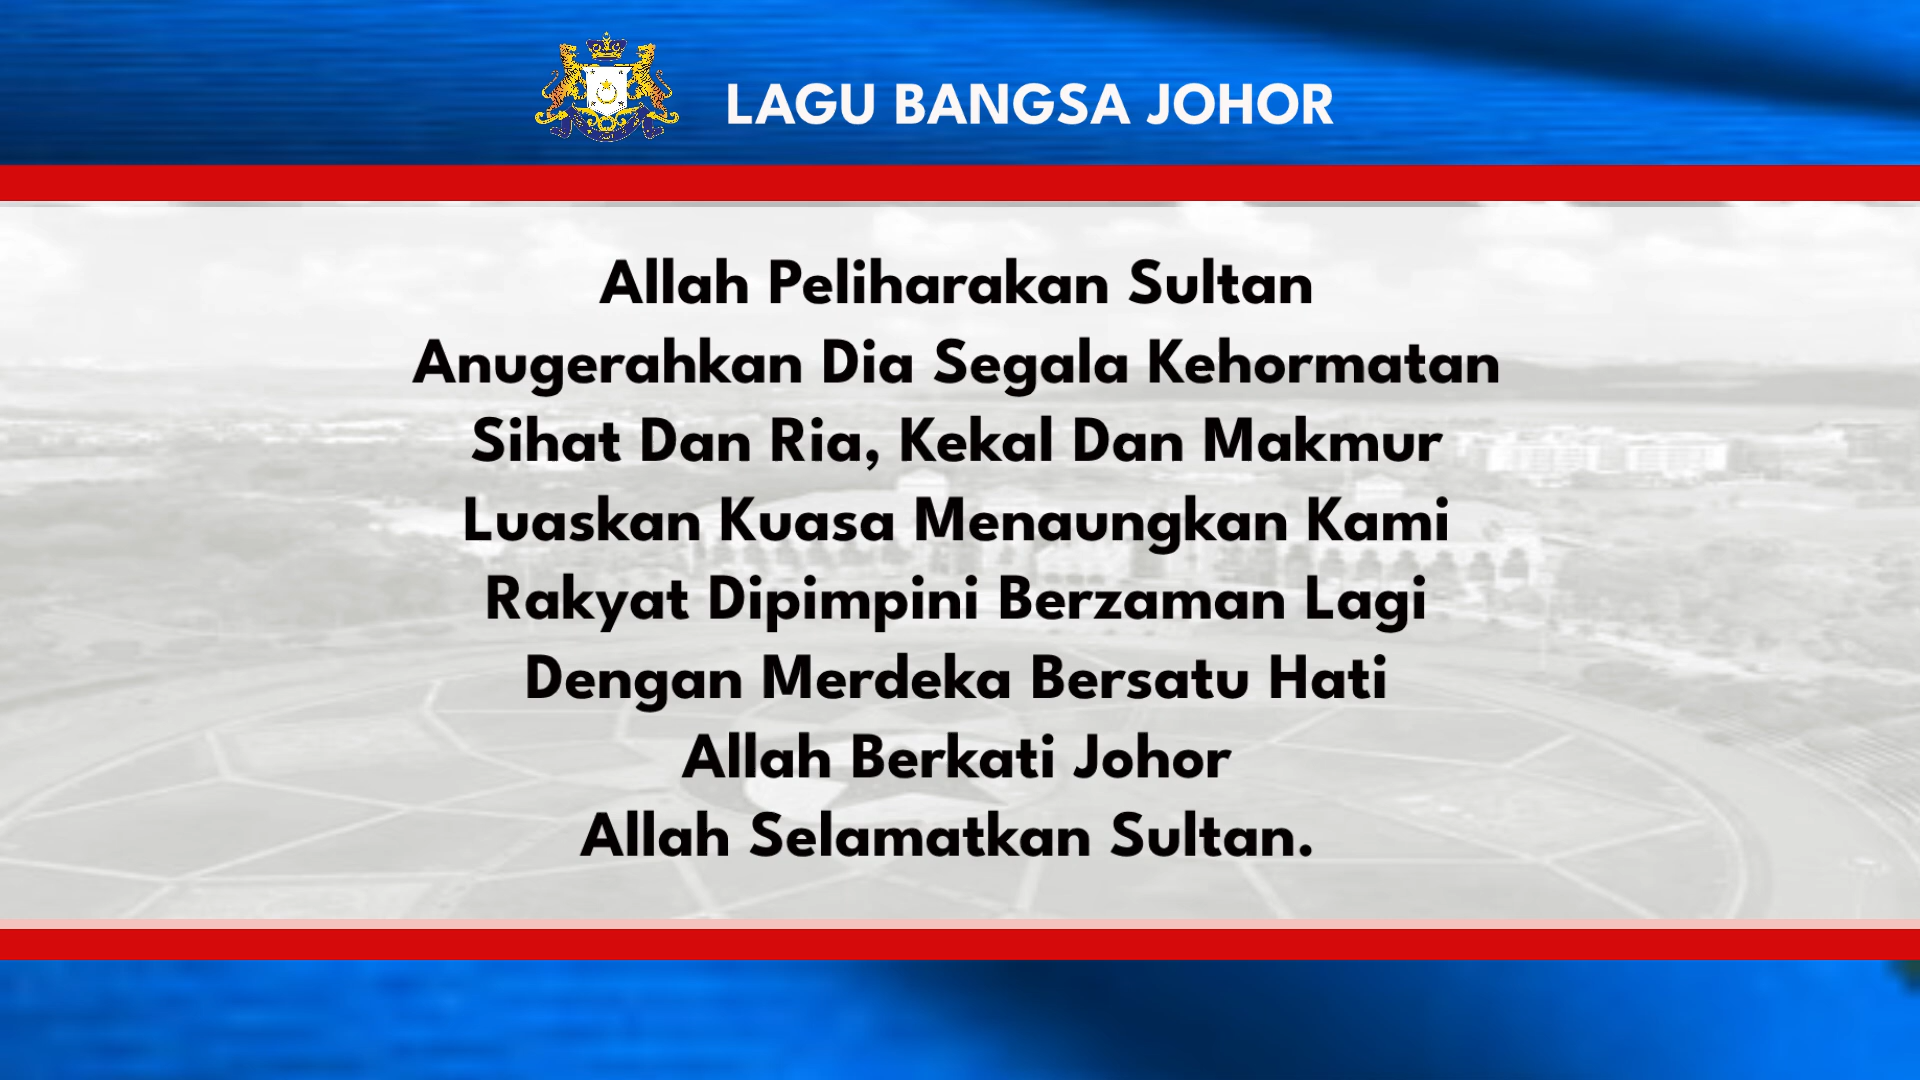 LAGU BANGSA JOHOR
Allah Peliharakan Sultan
Anugerahkan Dia Segala Kehormatan
Sihat Dan Ria, Kekal Dan Makmur
Luaskan Kuasa Menaungkan Kami
Rakyat Dipimpini Berzaman Lagi
Dengan Merdeka Bersatu Hati
Allah Berkati Johor
Allah Selamatkan Sultan.